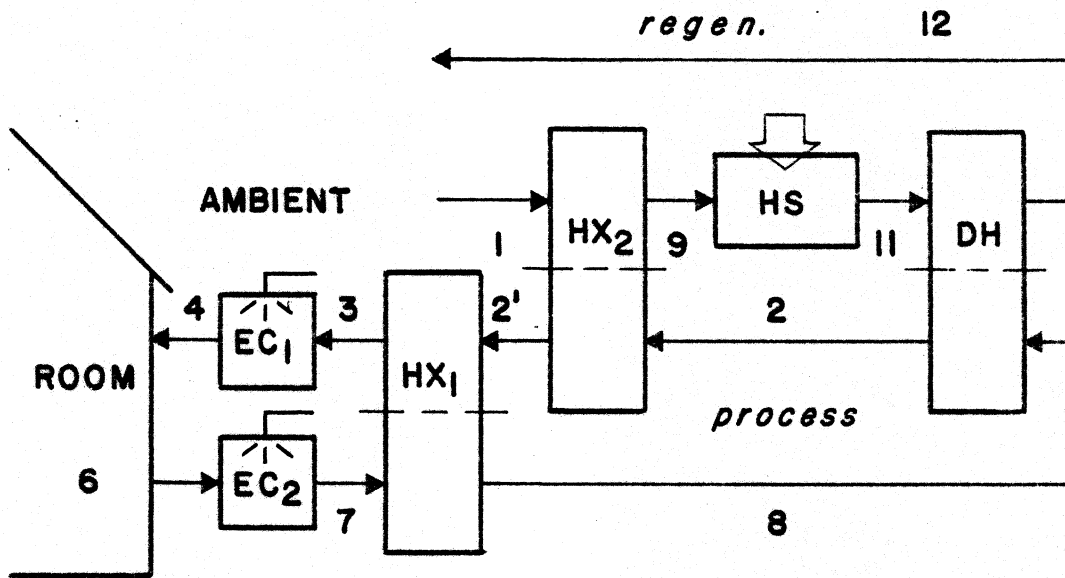 regen. 12
AMBIENT
HX₂
HS
DH
1
9
11
4
3
2'
2
EC₁
ROOM
HX₁
process
6
EC₂
7
8